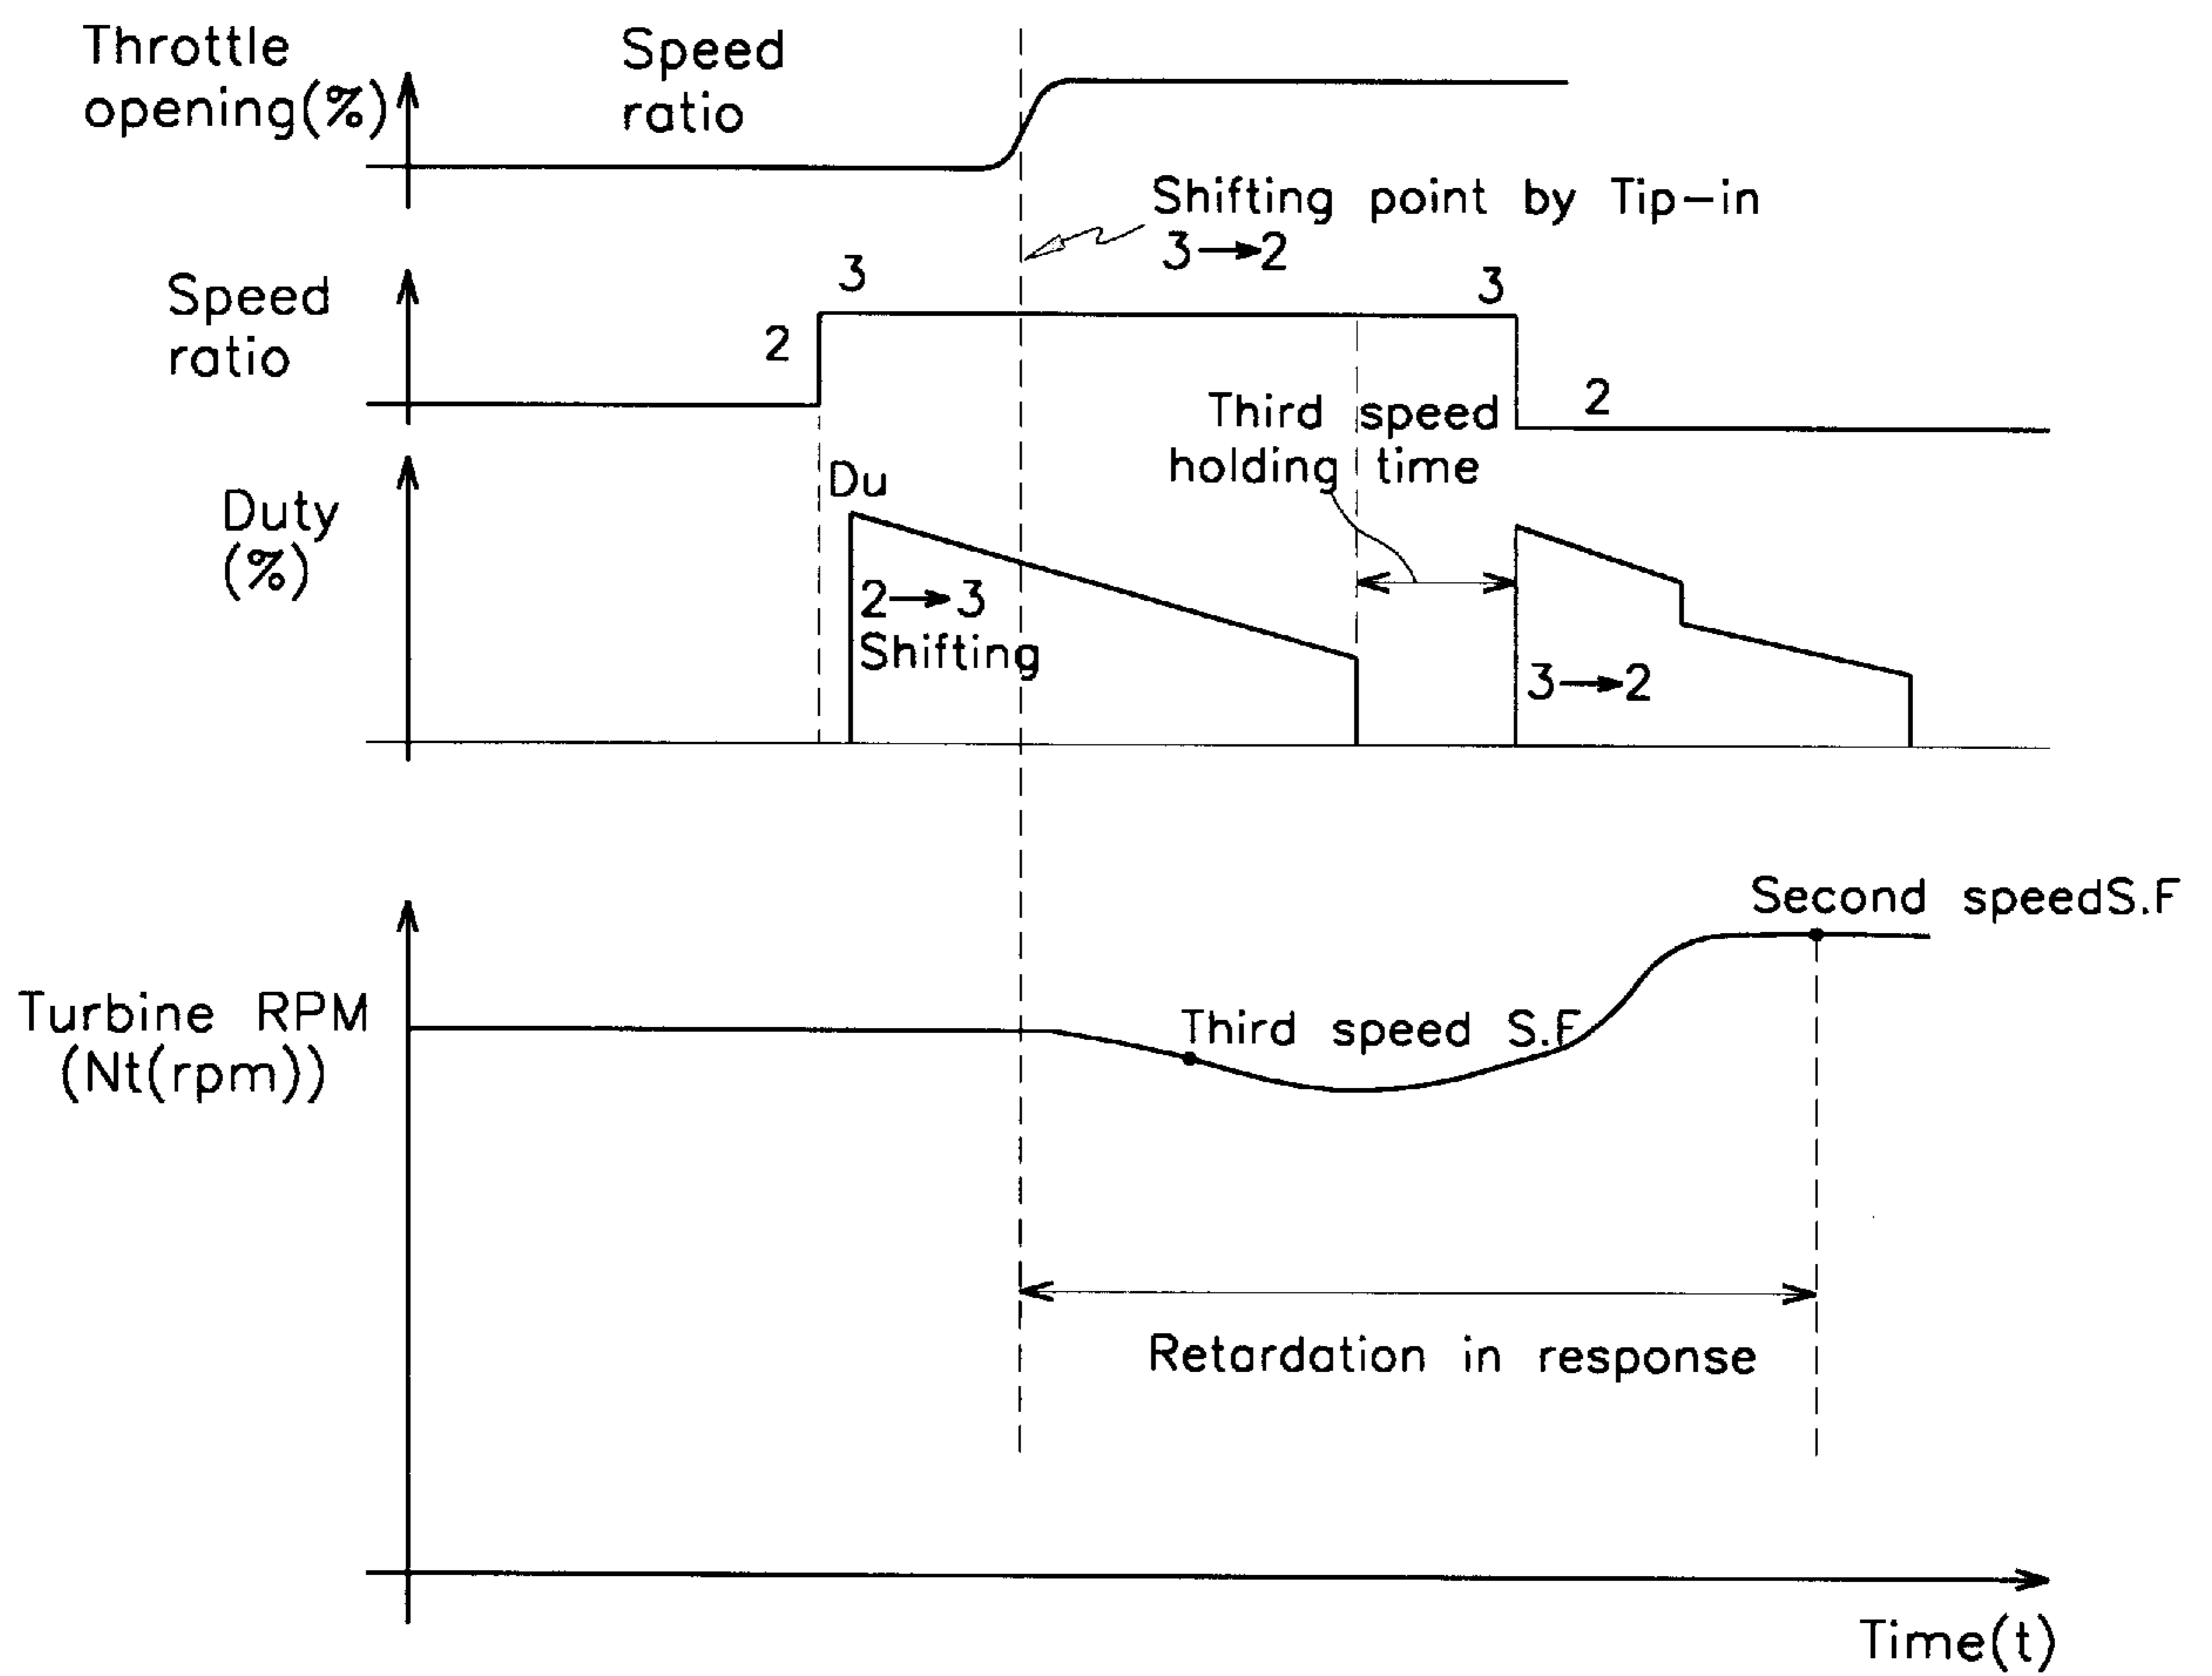 Throttle
opening(%)
Speed
ratio
Shifting point by Tip-in
3→2
Speed
ratio
2
3
3
2
Third speed
holding time
Duty
(%)
Du
2→3
Shifting
3→2
Second speedS.F
Turbine RPM
(Nt(rpm))
Third speed S.F
Retardation in response
Time(t)